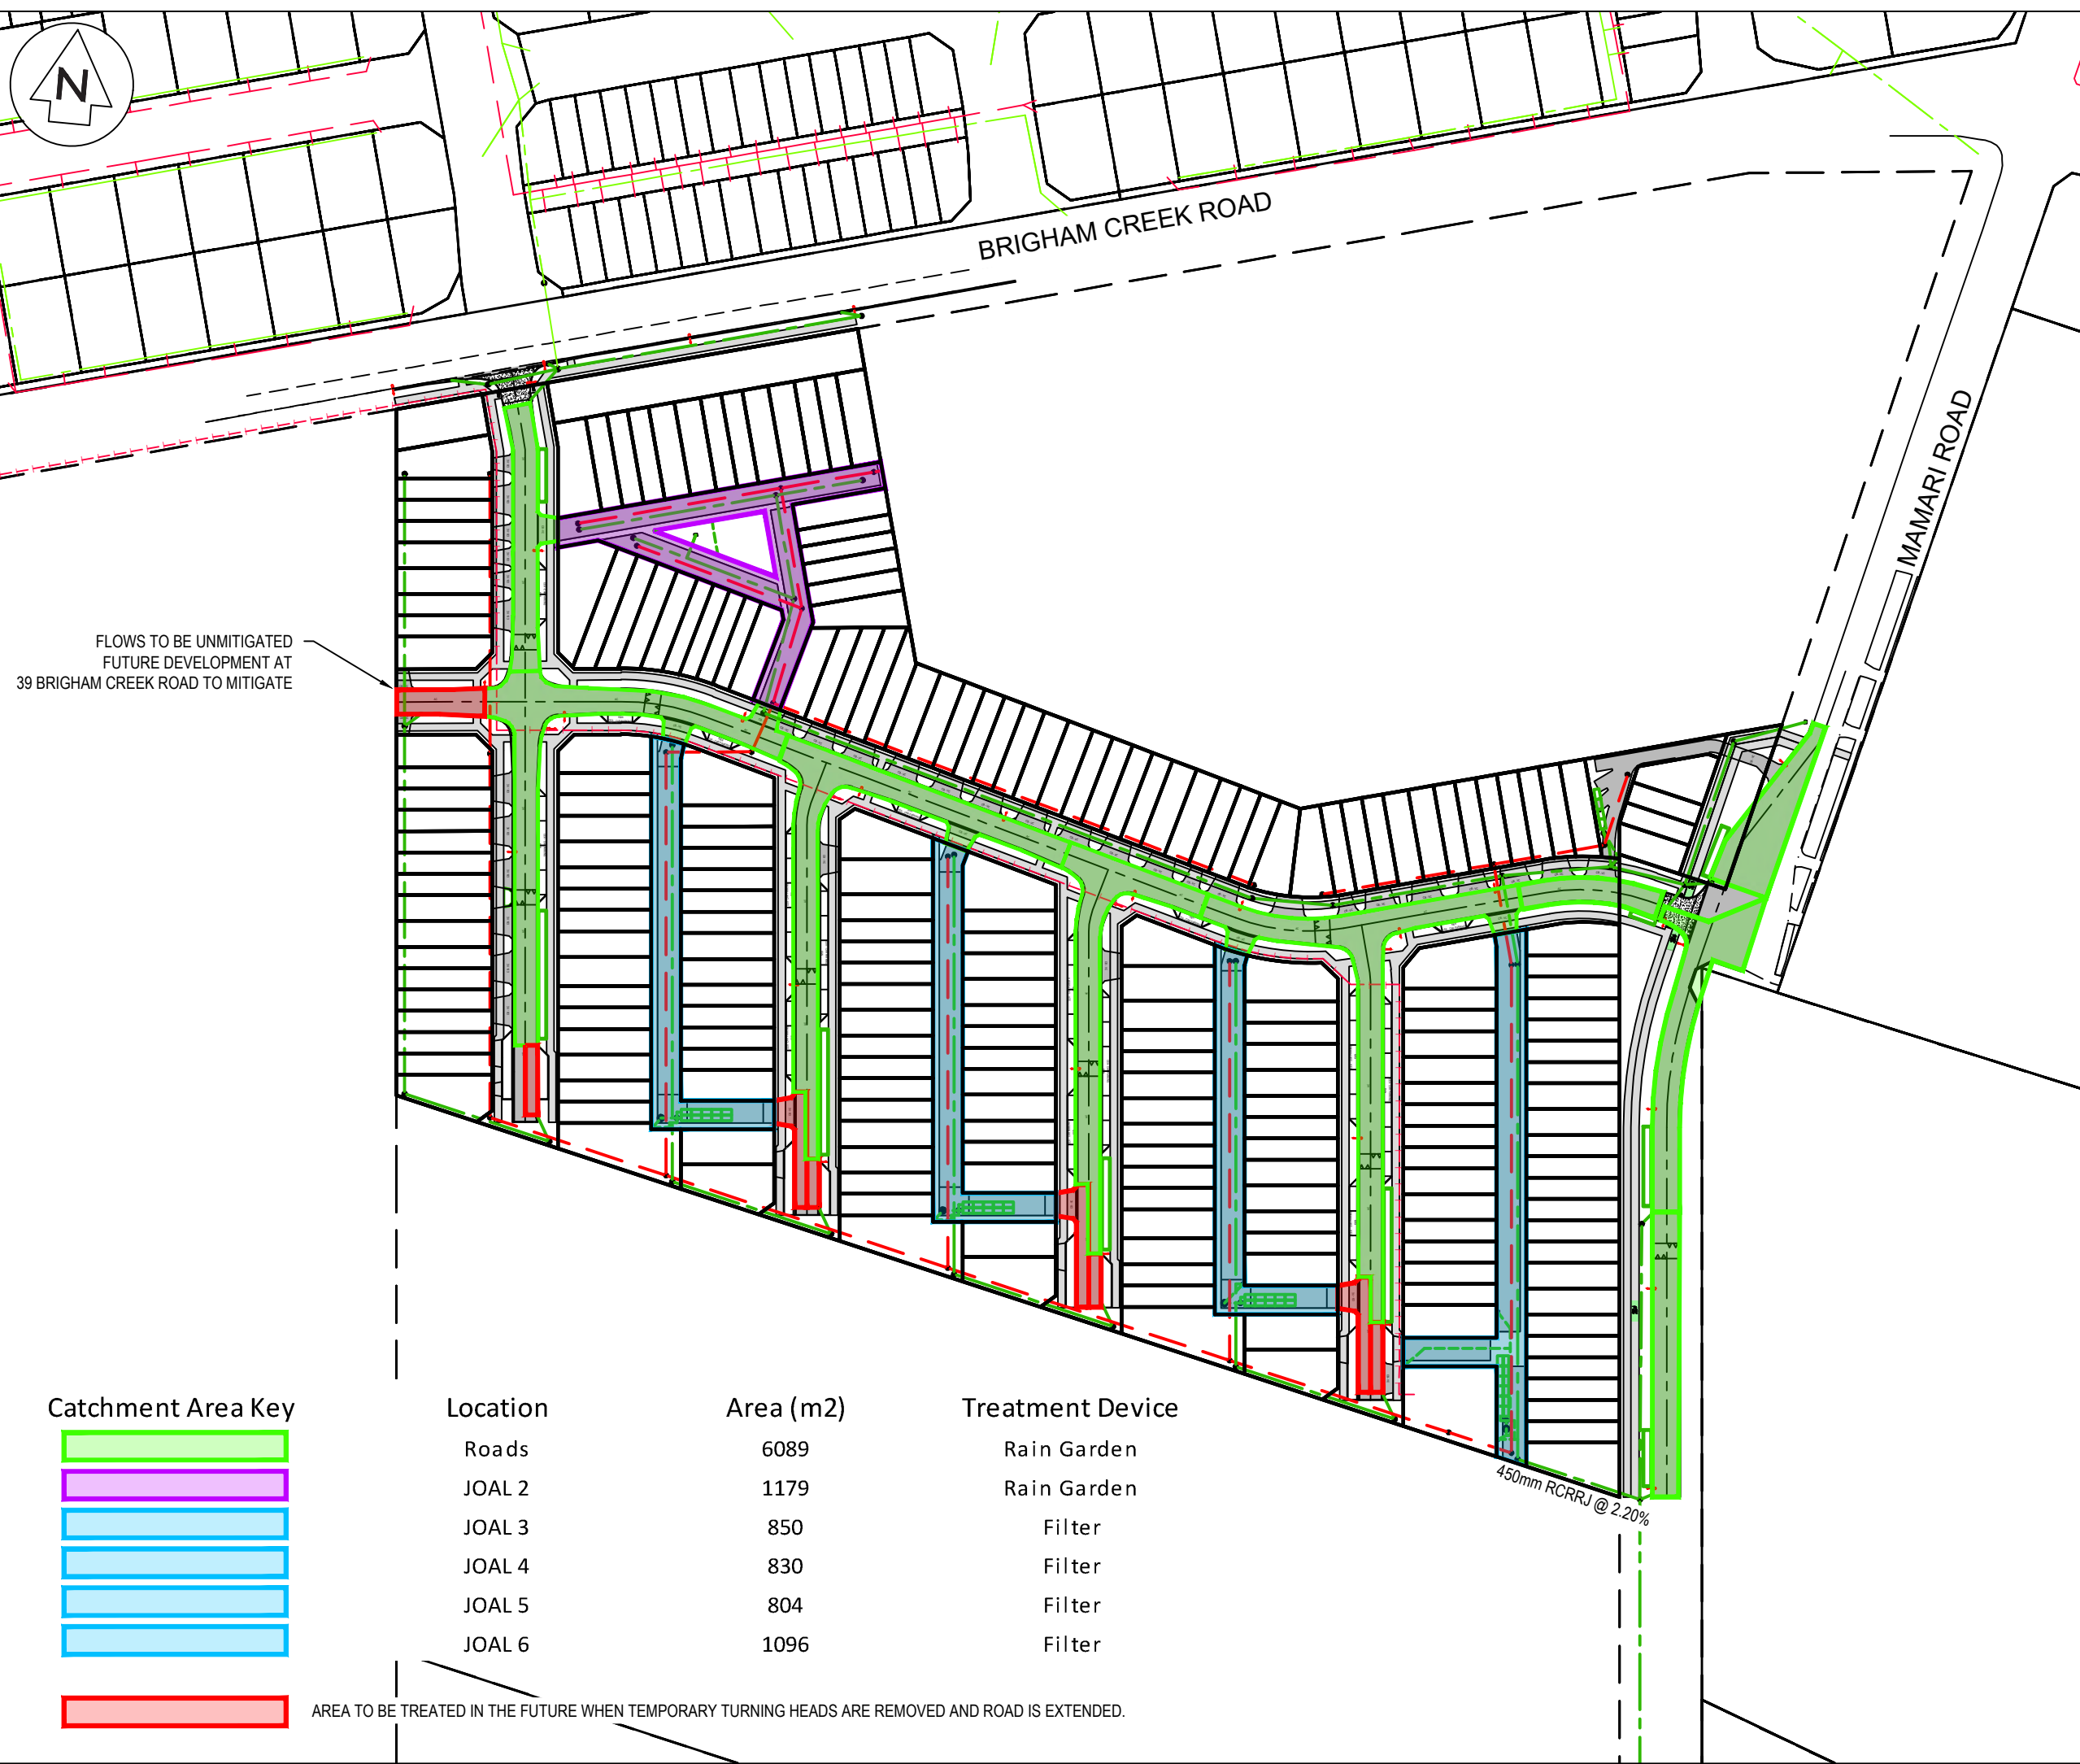 N
BRIGHAM CREEK ROAD
MAMARI ROAD
FLOWS TO BE UNMITIGATED
FUTURE DEVELOPMENT AT
39 BRIGHAM CREEK ROAD TO MITIGATE
450mm RCRRJ @ 2.20%
Catchment Area Key Location Area (m2) Treatment Device
Roads 6089 Rain Garden
JOAL 2 1179 Rain Garden
JOAL 3 850 Filter
JOAL 4 830 Filter
JOAL 5 804 Filter
JOAL 6 1096 Filter
AREA TO BE TREATED IN THE FUTURE WHEN TEMPORARY TURNING HEADS ARE REMOVED AND ROAD IS EXTENDED.